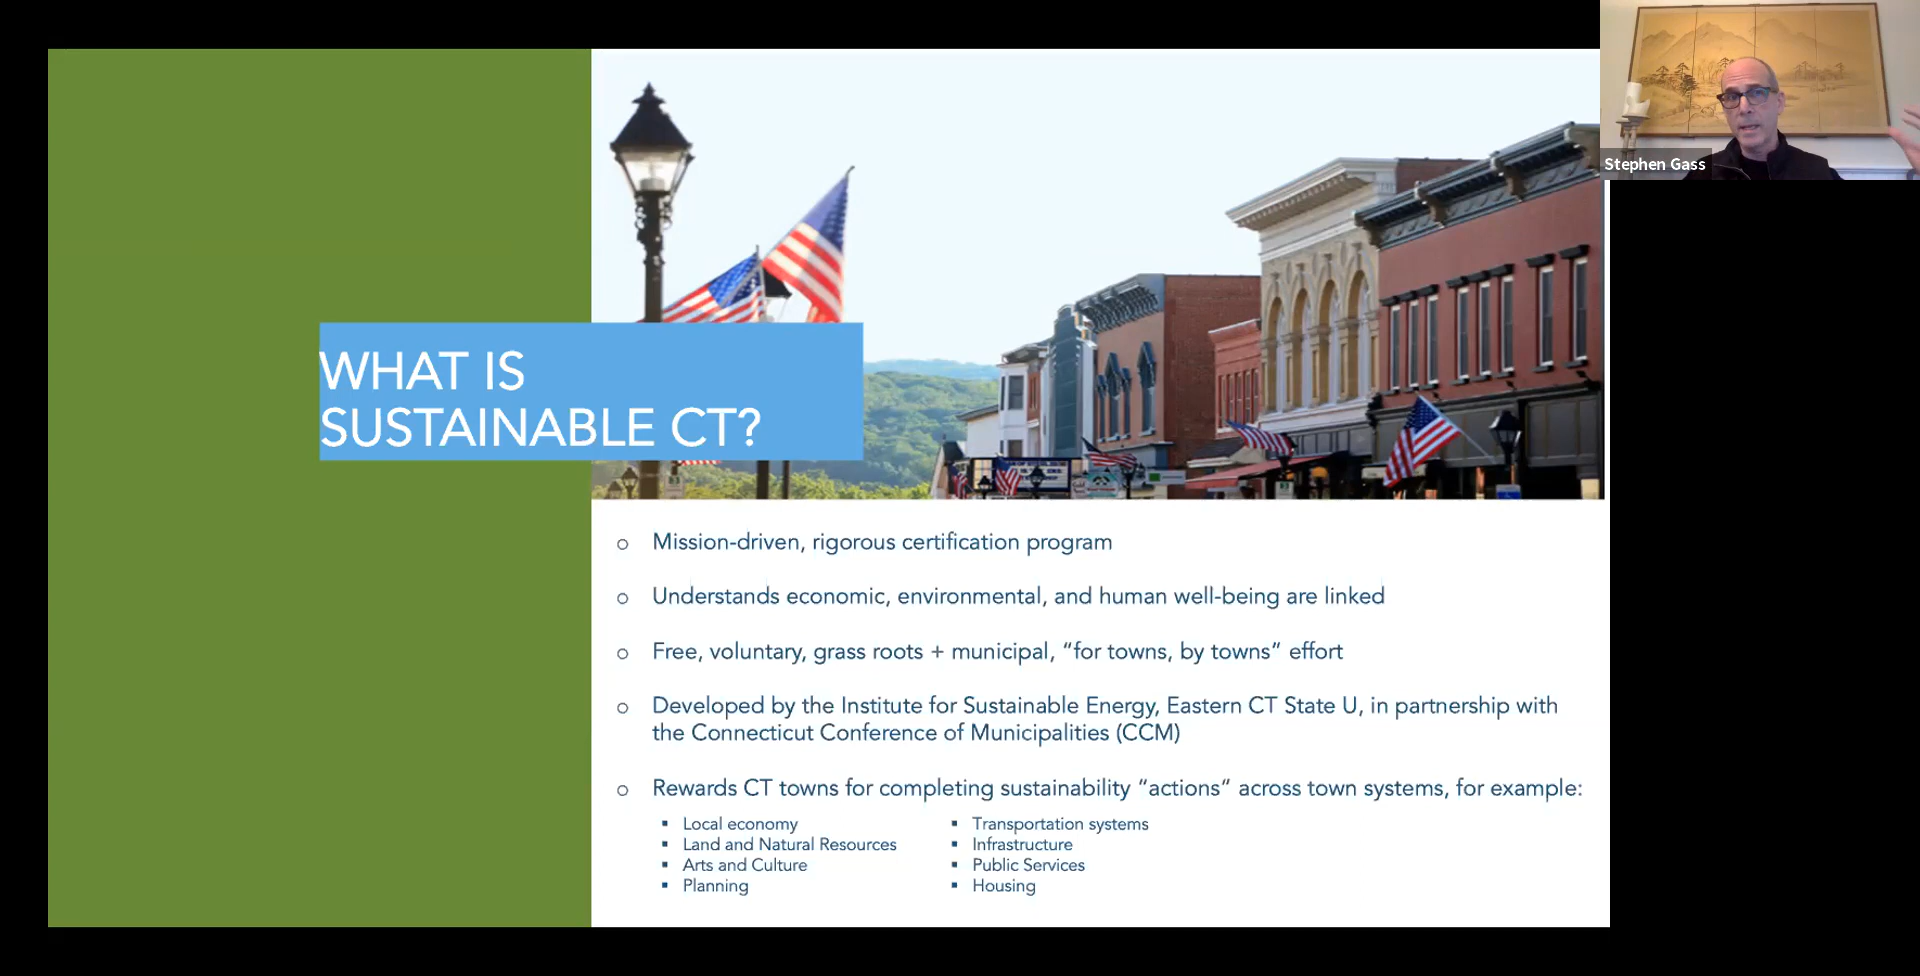 Stephen Gass
WHAT IS
SUSTAINABLE CT?
Mission-driven, rigorous certification program
Understands economic, environmental, and human well-being are linked
Free, voluntary, grass roots + municipal, “for towns, by towns” effort
Developed by the Institute for Sustainable Energy, Eastern CT State U, in partnership with
the Connecticut Conference of Municipalities (CCM)
Rewards CT towns for completing sustainability “actions” across town systems, for example:
Local economy
Land and Natural Resources
Arts and Culture
Planning
Transportation systems
Infrastructure
Public Services
Housing